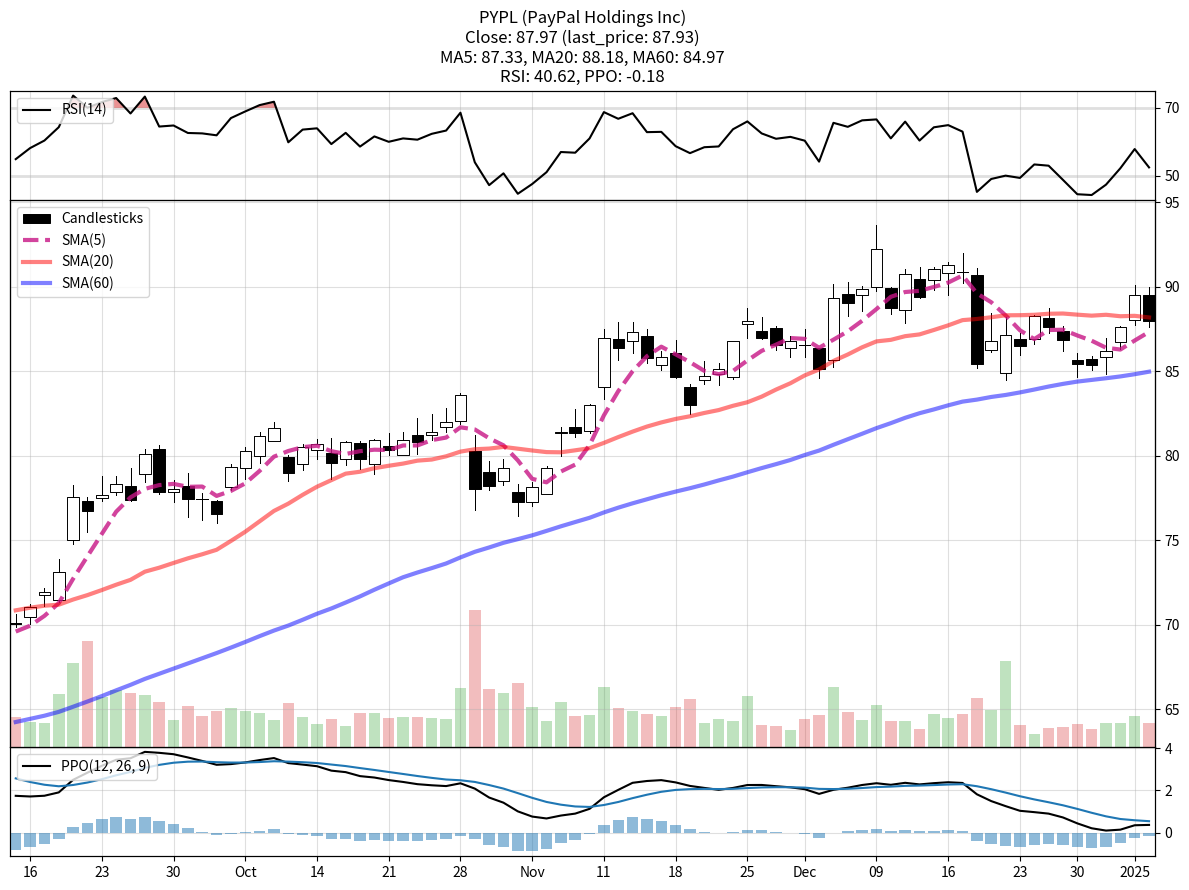 PYPL (PayPal Holdings Inc)
Close: 87.97 (last_price: 87.93)
MA5: 87.33, MA20: 88.18, MA60: 84.97
RSI: 40.62, PPO: -0.18
RSI(14)
70
50
Candlesticks
SMA(5)
SMA(20)
SMA(60)
95
90
85
80
75
70
65
PPO(12, 26, 9)
4
2
0
16 23 30 Oct 14 21 28 Nov 11 18 25 Dec 09 16 23 30 2025